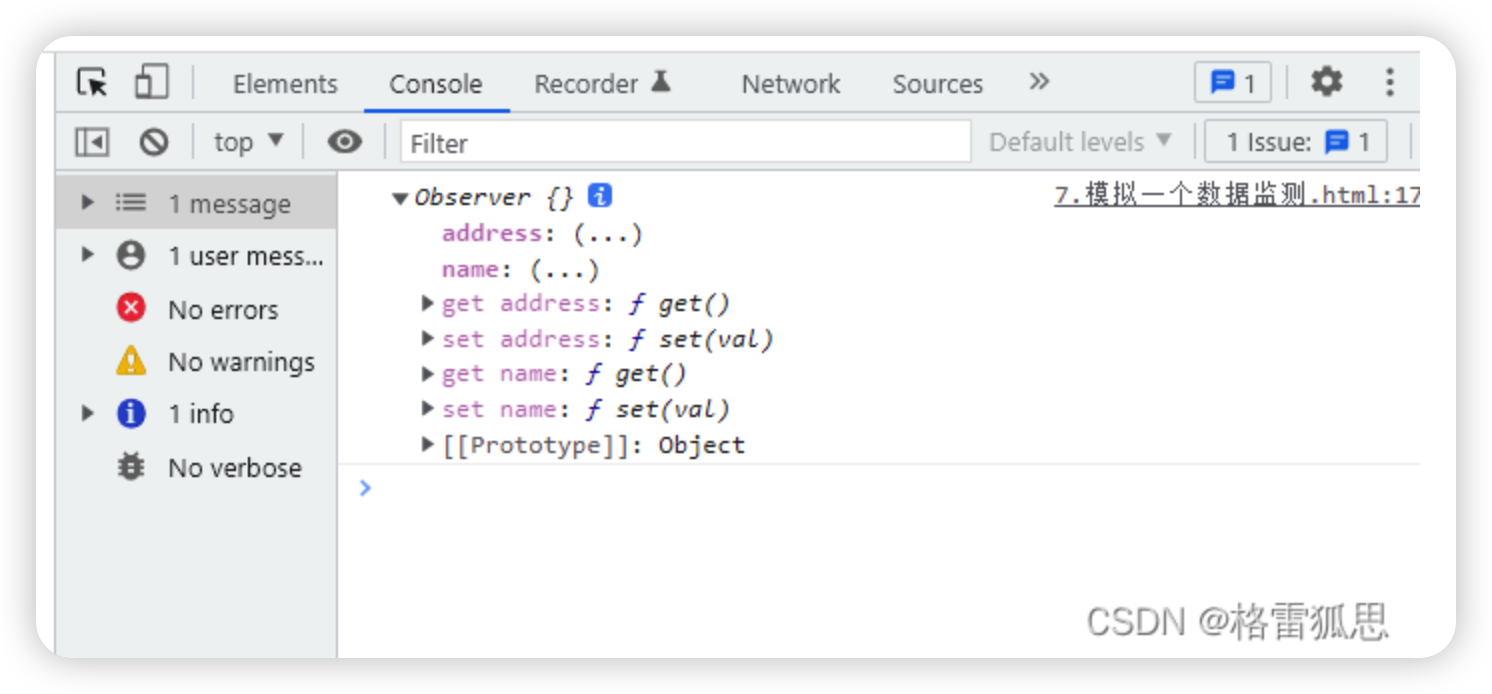 Elements Console Recorder Network Sources » 1
top Filter Default levels 1 Issue: 1
1 message
1 user mess...
No errors
No warnings
1 info
No verbose
Observer {} i 7.模拟一个数据监测.html:17
address: (...)
name: (...)
get address: ƒ get()
set address: ƒ set(val)
get name: ƒ get()
set name: ƒ set(val)
[[Prototype]]: Object
>
CSDN @格雷狐思